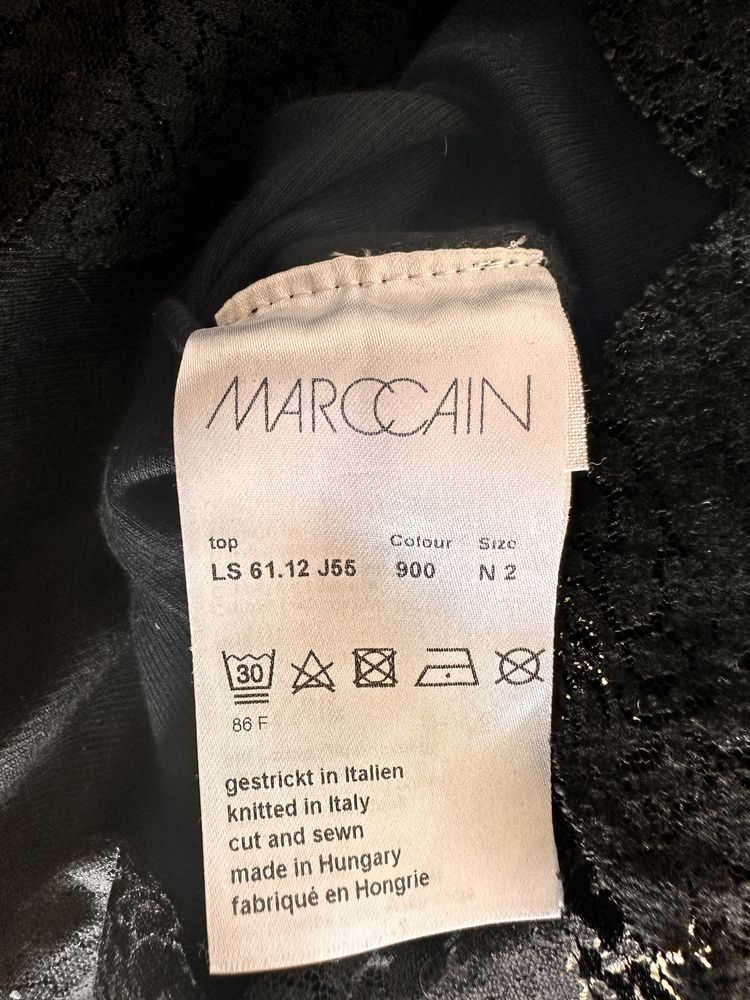 MARCCAIN
top Colour Size
LS 61.12 J55 900 N 2
30
86 F
gestrickt in Italien
knitted in Italy
cut and sewn
made in Hungary
fabriqué en Hongrie